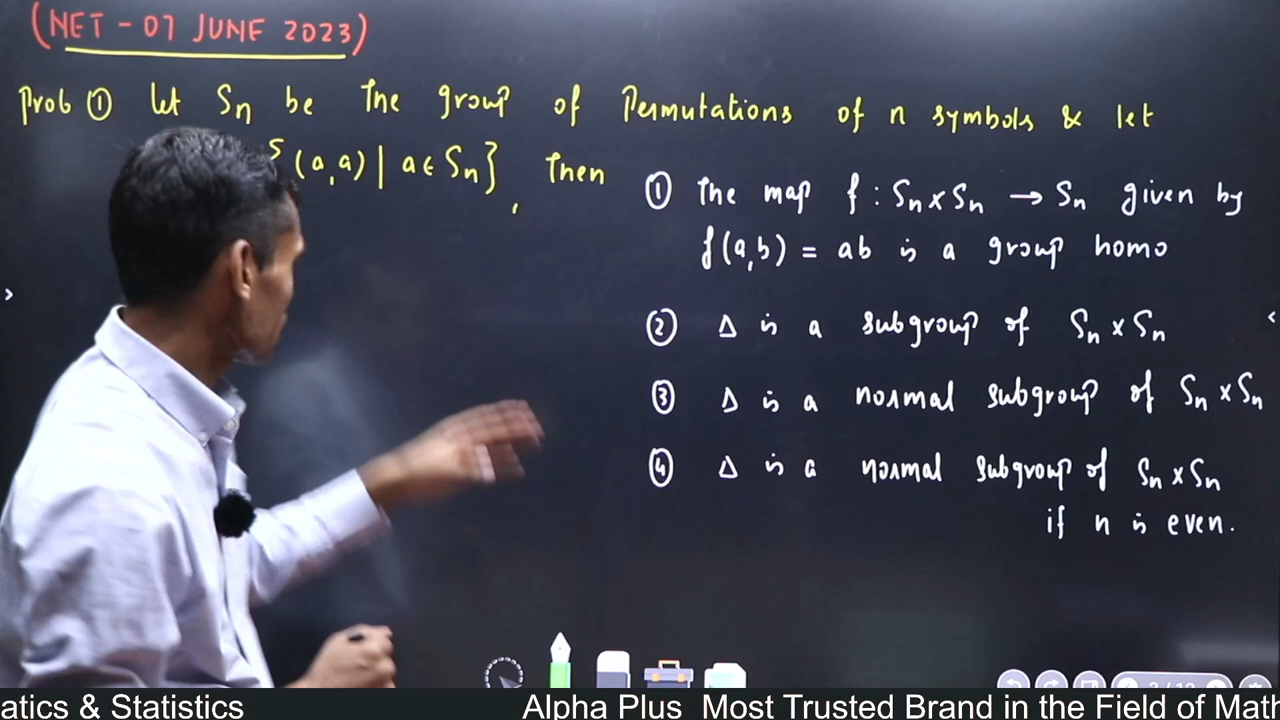 (NET - 07 JUNE 2023)
Prob ① let Sn be the group of Permutations of n symbols & let
(a,a) | a ∈ Sn} , Then
① The map f : Sn x Sn → Sn given by
f(a,b) = ab is a group homo
② Δ is a subgroup of Sn x Sn
③ Δ is a normal subgroup of Sn x Sn
④ Δ is a normal subgroup of Sn x Sn
if n is even.
atics & Statistics Alpha Plus Most Trusted Brand in the Field of Math